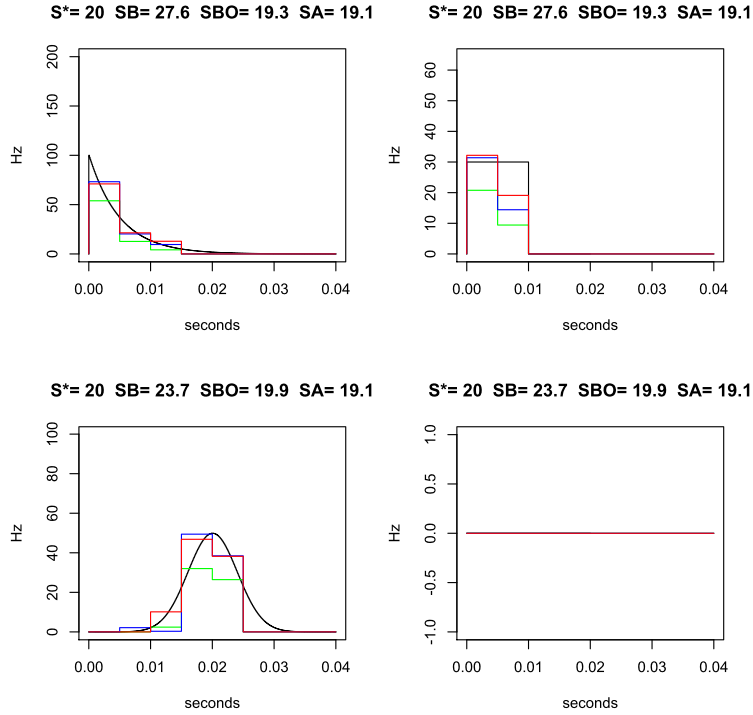 S*= 20 SB= 27.6 SBO= 19.3 SA= 19.1
200
150
100
50
0
Hz
0.00 0.01 0.02 0.03 0.04
seconds
S*= 20 SB= 27.6 SBO= 19.3 SA= 19.1
60
50
40
30
20
10
0
Hz
0.00 0.01 0.02 0.03 0.04
seconds
S*= 20 SB= 23.7 SBO= 19.9 SA= 19.1
100
80
60
40
20
0
Hz
0.00 0.01 0.02 0.03 0.04
seconds
S*= 20 SB= 23.7 SBO= 19.9 SA= 19.1
1.0
0.5
0.0
-0.5
-1.0
Hz
0.00 0.01 0.02 0.03 0.04
seconds